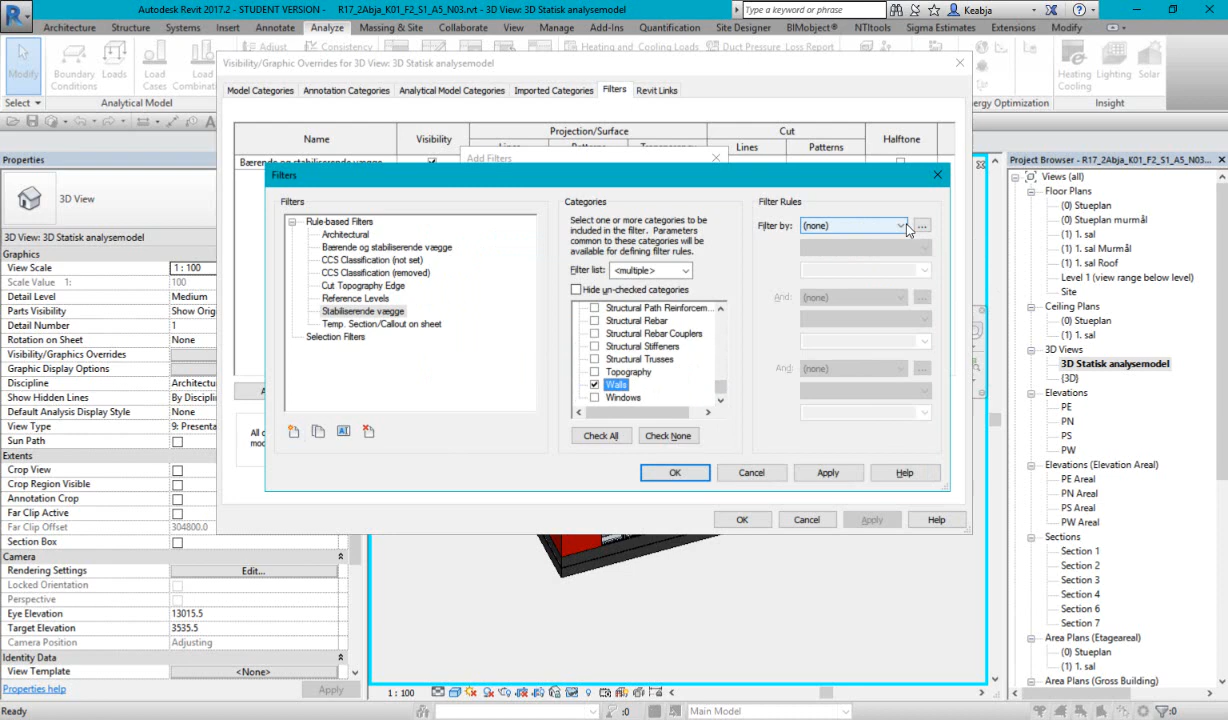 Autodesk Revit 2017.2 - STUDENT VERSION - R17_2Abja_K01_F2_S1_A5_N03.rvt - 3D View: 3D Statisk analysemodel
Type a keyword or phrase
Keabja
Architecture Structure Systems Insert Annotate Analyze Massing & Site Collaborate View Manage Add-Ins Quantification Site Designer BIMobject® NTItools Sigma Estimates Extensions Modify
Adjust Consistency Heating and Cooling Loads Duct Pressure Loss Report
Modify
Boundary Conditions
Loads
Load Cases
Load
Heating Cooling
Lighting
Solar
Select
Analytical Model
Energy Optimization
Insight
Visibility/Graphic Overrides for 3D View: 3D Statisk analysemodel
Model Categories Annotation Categories Analytical Model Categories Imported Categories Filters Revit Links
Name
Visibility
Projection/Surface
Cut
Halftone
Lines
Patterns
Add Filters
Properties
3D View
3D View: 3D Statisk analysemodel
Graphics
View Scale 1 : 100
Scale Value 1: 100
Detail Level Medium
Parts Visibility Show Orig
Detail Number 1
Rotation on Sheet None
Visibility/Graphics Overrides
Graphic Display Options
Discipline Architect
Show Hidden Lines By Discip
Default Analysis Display Style None
View Type 9: Presenta
Sun Path
Extents
Crop View
Crop Region Visible
Annotation Crop
Far Clip Active
Far Clip Offset 304800.0
Section Box
Camera
Rendering Settings Edit...
Locked Orientation
Perspective
Eye Elevation 13015.5
Target Elevation 3535.5
Camera Position Adjusting
Identity Data
View Template <None>
Properties help
Apply
Filters
Filters
Rule-based Filters
Architectural
Bærende og stabiliserende vægge
CCS Classification (not set)
CCS Classification (removed)
Cut Topography Edge
Reference Levels
Stabiliserende vægge
Temp. Section/Callout on sheet
Selection Filters
Categories
Select one or more categories to be
included in the filter. Parameters
common to these categories will be
available for defining filter rules.
Filter list: <multiple>
Hide un-checked categories
Structural Path Reinforcem...
Structural Rebar
Structural Rebar Couplers
Structural Stiffeners
Structural Trusses
Topography
Walls
Windows
Check All
Check None
Filter Rules
Filter by: (none) ...
And: (none) ...
And: (none) ...
OK
Cancel
Apply
Help
OK
Cancel
Apply
Help
Project Browser - R17_2Abja_K01_F2_S1_A5_N03...
Views (all)
Floor Plans
(0) Stueplan
(0) Stueplan murmål
(1) 1. sal
(1) 1. sal Murmål
(1) 1. sal Roof
Level 1 (view range below level)
Site
Ceiling Plans
(0) Stueplan
(1) 1. sal
3D Views
3D Statisk analysemodel
{3D}
Elevations
PE
PN
PS
PW
Elevations (Elevation Areal)
PE Areal
PN Areal
PS Areal
PW Areal
Sections
Section 1
Section 2
Section 3
Section 4
Section 6
Section 7
Area Plans (Etageareal)
(0) Stueplan
(1) 1. sal
Area Plans (Gross Building)
1 : 100
Ready
:0
Main Model
:0